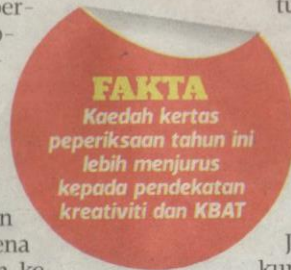 FAKTA
Kaedah kertas
peperiksaan tahun ini
lebih menjurus
kepada pendekatan
kreativiti dan KBAT